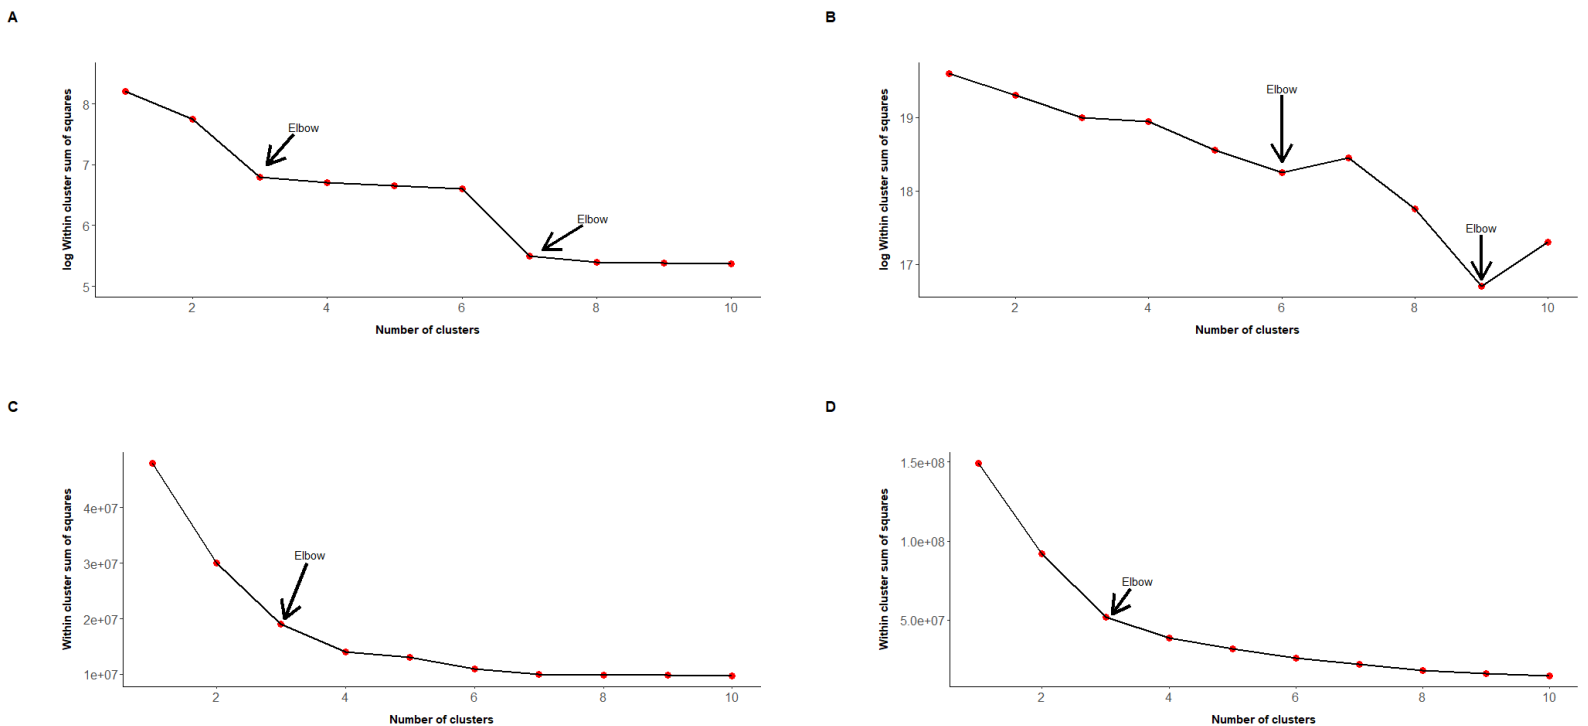 A
log Within cluster sum of squares
8
7
6
5
Elbow
Elbow
2
4
6
8
10
Number of clusters
B
log Within cluster sum of squares
19
18
17
Elbow
Elbow
2
4
6
8
10
Number of clusters
C
Within cluster sum of squares
4e+07
3e+07
2e+07
1e+07
Elbow
2
4
6
8
10
Number of clusters
D
Within cluster sum of squares
1.5e+08
1.0e+08
5.0e+07
Elbow
2
4
6
8
10
Number of clusters